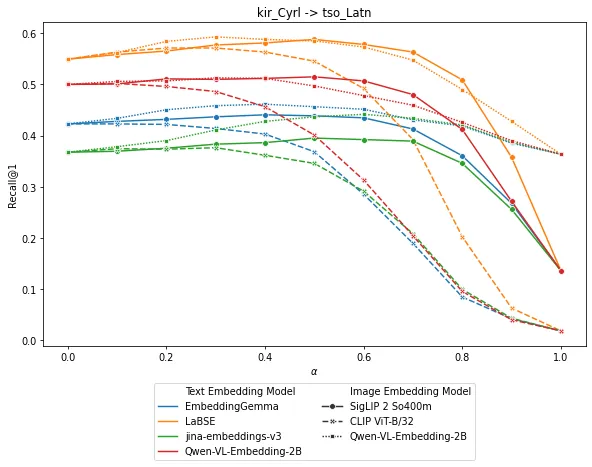 kir_Cyrl -> tso_Latn
Recall@1
0.6
0.5
0.4
0.3
0.2
0.1
0.0
0.0 0.2 0.4 0.6 0.8 1.0
α
Text Embedding Model Image Embedding Model
EmbeddingGemma SigLIP 2 So400m
LaBSE CLIP ViT-B/32
jina-embeddings-v3 Qwen-VL-Embedding-2B
Qwen-VL-Embedding-2B